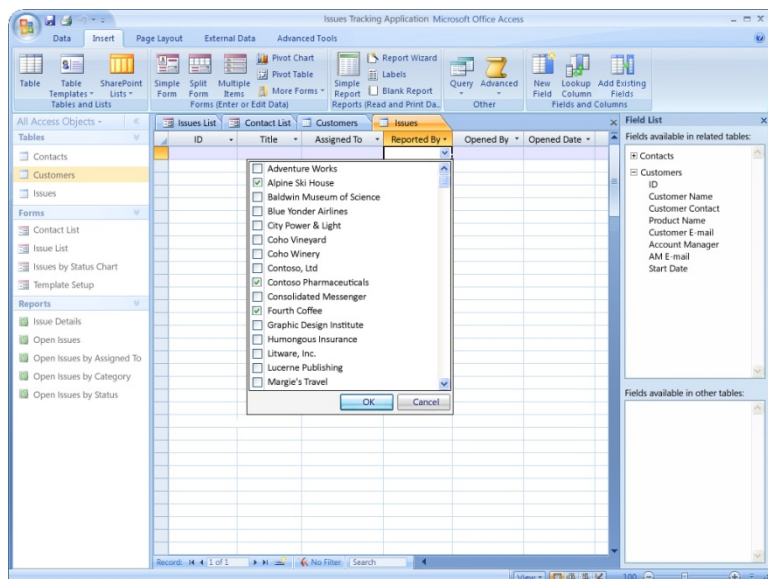 Issues Tracking Application Microsoft Office Access
Data Insert Page Layout External Data Advanced Tools
Table
Table Templates
SharePoint Lists
Tables and Lists
Simple Form
Split Form
Multiple Items
Pivot Chart
Pivot Table
More Forms
Forms (Enter or Edit Data)
Simple Report
Report Wizard
Labels
Blank Report
Reports (Read and Print Da..
Query
Advanced
Other
New Field
Lookup Column
Add Existing Fields
Fields and Columns
All Access Objects
Tables
Contacts
Customers
Issues
Forms
Contact List
Issue List
Issues by Status Chart
Template Setup
Reports
Issue Details
Open Issues
Open Issues by Assigned To
Open Issues by Category
Open Issues by Status
Issues List Contact List Customers Issues
ID Title Assigned To Reported By Opened By Opened Date
Adventure Works
Alpine Ski House
Baldwin Museum of Science
Blue Yonder Airlines
City Power & Light
Coho Vineyard
Coho Winery
Contoso, Ltd
Contoso Pharmaceuticals
Consolidated Messenger
Fourth Coffee
Graphic Design Institute
Humongous Insurance
Litware, Inc.
Lucerne Publishing
Margie's Travel
OK Cancel
Record: 1 of 1 No Filter Search
Field List
Fields available in related tables:
Contacts
Customers
ID
Customer Name
Customer Contact
Product Name
Customer E-mail
Account Manager
AM E-mail
Start Date
Fields available in other tables:
View 100